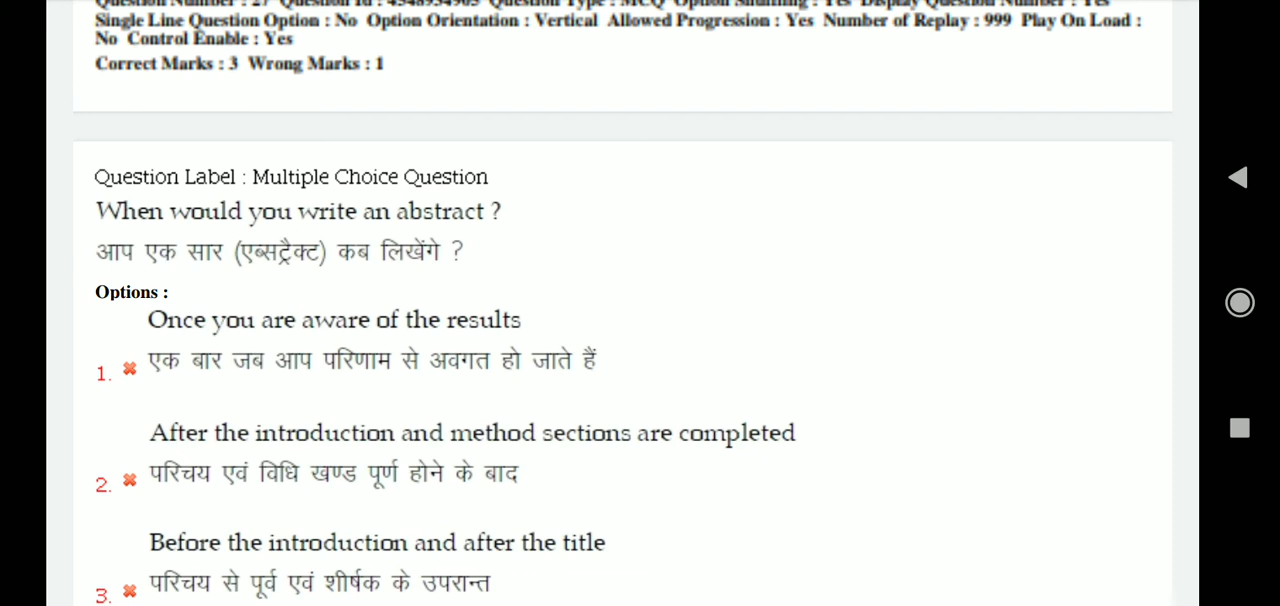 Single Line Question Option : No Option Orientation : Vertical Allowed Progression : Yes Number of Replay : 999 Play On Load :
No Control Enable : Yes
Correct Marks : 3 Wrong Marks : 1
Question Label : Multiple Choice Question
When would you write an abstract ?
आप एक सार (एब्सट्रैक्ट) कब लिखेंगे ?
Options :
Once you are aware of the results
एक बार जब आप परिणाम से अवगत हो जाते हैं
1.
After the introduction and method sections are completed
परिचय एवं विधि खण्ड पूर्ण होने के बाद
2.
Before the introduction and after the title
परिचय से पूर्व एवं शीर्षक के उपरान्त
3.